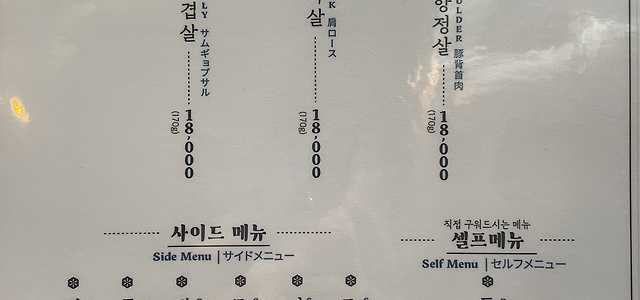 겹살
LY サムギョプサル
18,000
(170g)
살
K 肩ロース
18,000
(170g)
항정살
ULDER 豚背首肉
18,000
(170g)
사이드 메뉴
Side Menu | サイドメニュー
직접 구워드시는 메뉴
셀프메뉴
Self Menu | セルフメニュー